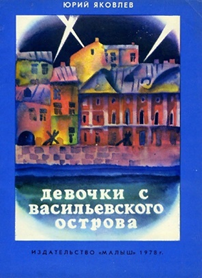 ЮРИЙ ЯКОВЛЕВ
ДЕВОЧКИ С
ВАСИЛЬЕВСКОГО
ОСТРОВА
ИЗДАТЕЛЬСТВО «МАЛЫШ» 1978 г.